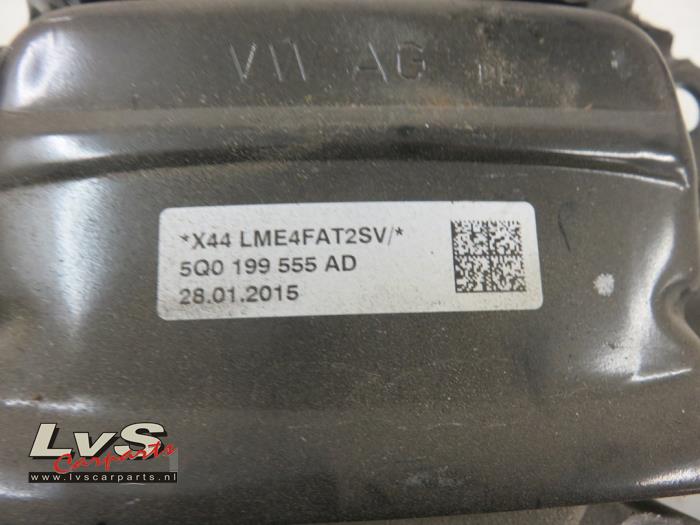 VW AG
*X44 LME4FAT2SV/*
5Q0 199 555 AD
28.01.2015
LvS
Carparts
www.lvscarparts.nl